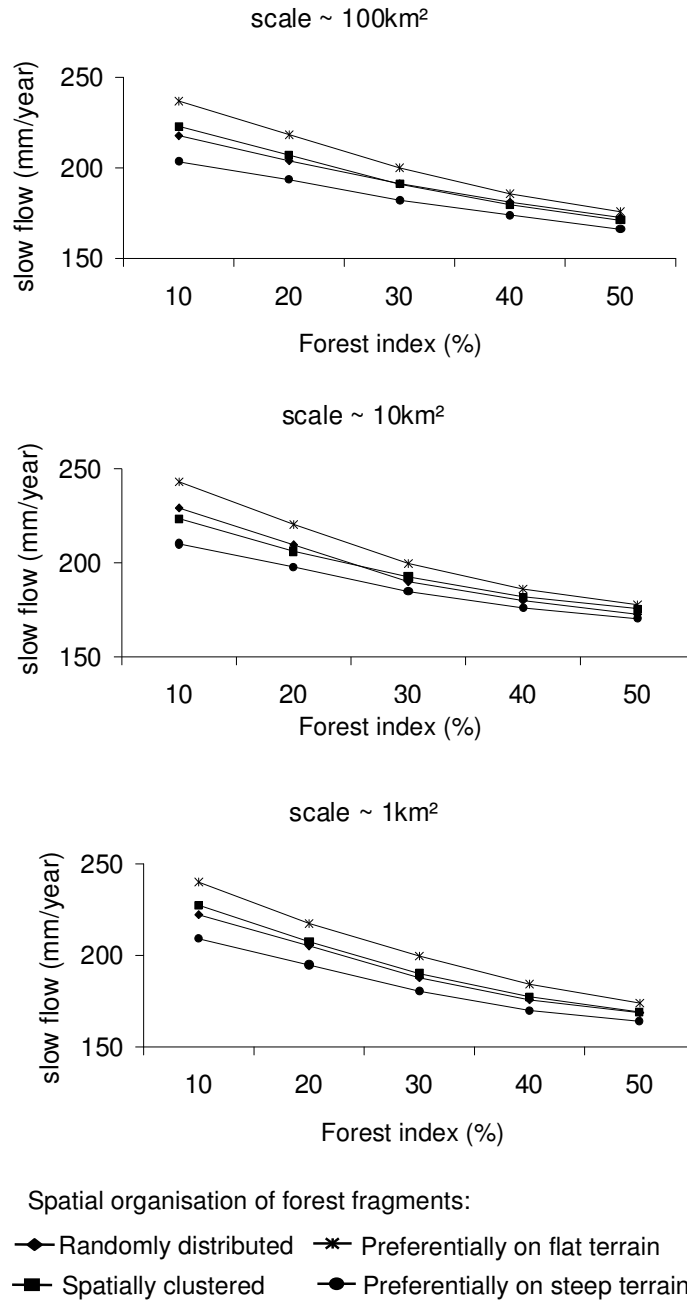 scale ~ 100km²
slow flow (mm/year)
250
200
150
10 20 30 40 50
Forest index (%)
scale ~ 10km²
slow flow (mm/year)
250
200
150
10 20 30 40 50
Forest index (%)
scale ~ 1km²
slow flow (mm/year)
250
200
150
10 20 30 40 50
Forest index (%)
Spatial organisation of forest fragments:
Randomly distributed Preferentially on flat terrain
Spatially clustered Preferentially on steep terrain